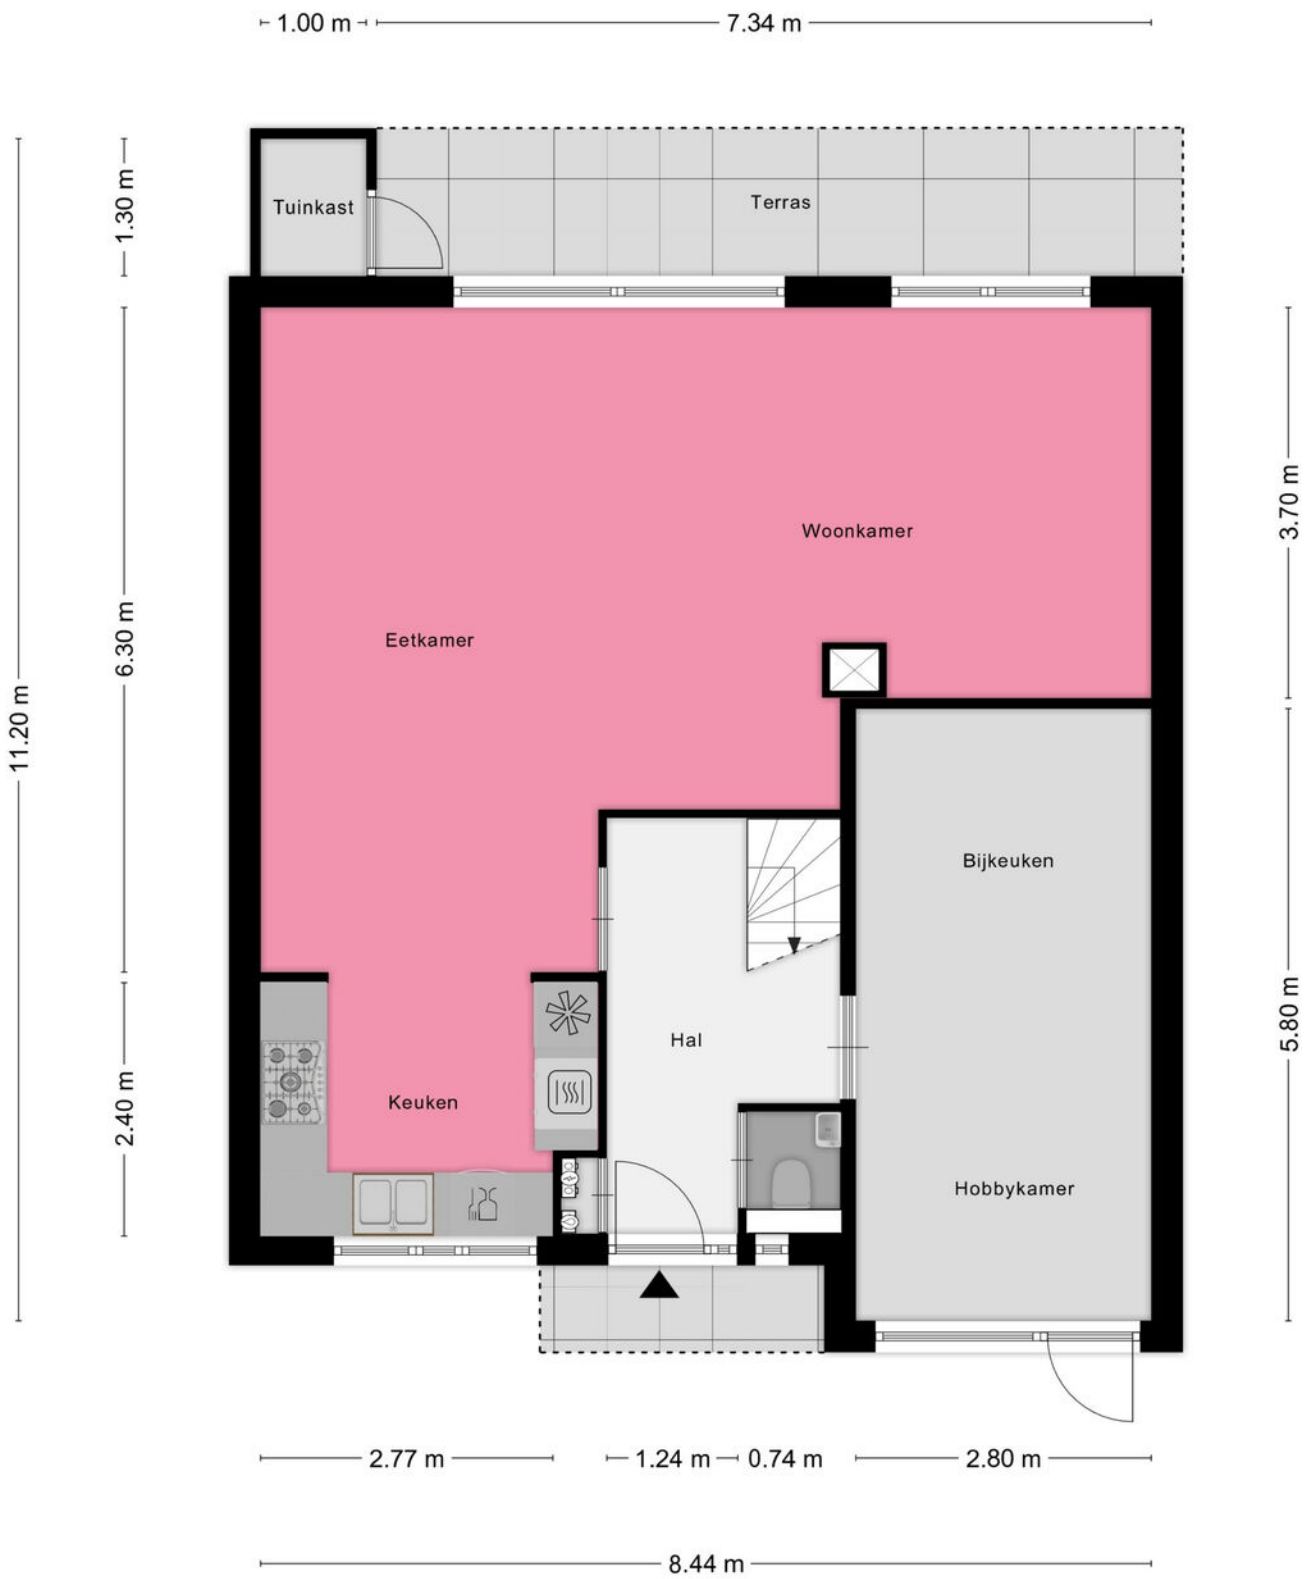 1.00 m
7.34 m
1.30 m
Tuinkast
Terras
3.70 m
Woonkamer
6.30 m
Eetkamer
11.20 m
Bijkeuken
5.80 m
Hal
2.40 m
Keuken
Hobbykamer
2.77 m
1.24 m
0.74 m
2.80 m
8.44 m